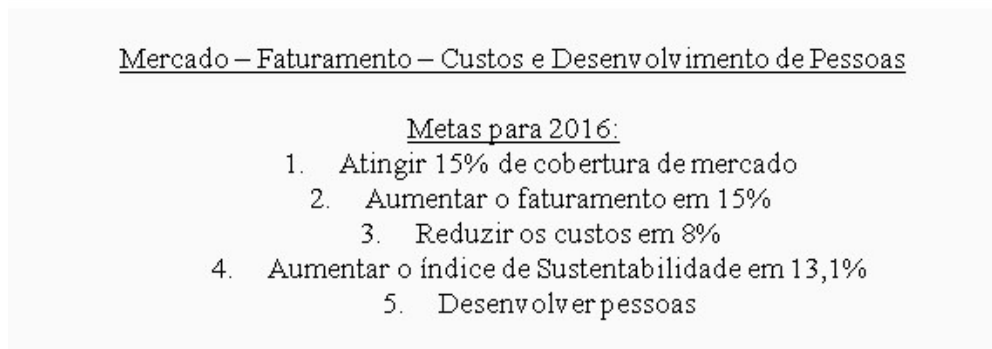 Mercado – Faturamento – Custos e Desenvolvimento de Pessoas
Metas para 2016:
1. Atingir 15% de cobertura de mercado
2. Aumentar o faturamento em 15%
3. Reduzir os custos em 8%
4. Aumentar o índice de Sustentabilidade em 13,1%
5. Desenvolver pessoas